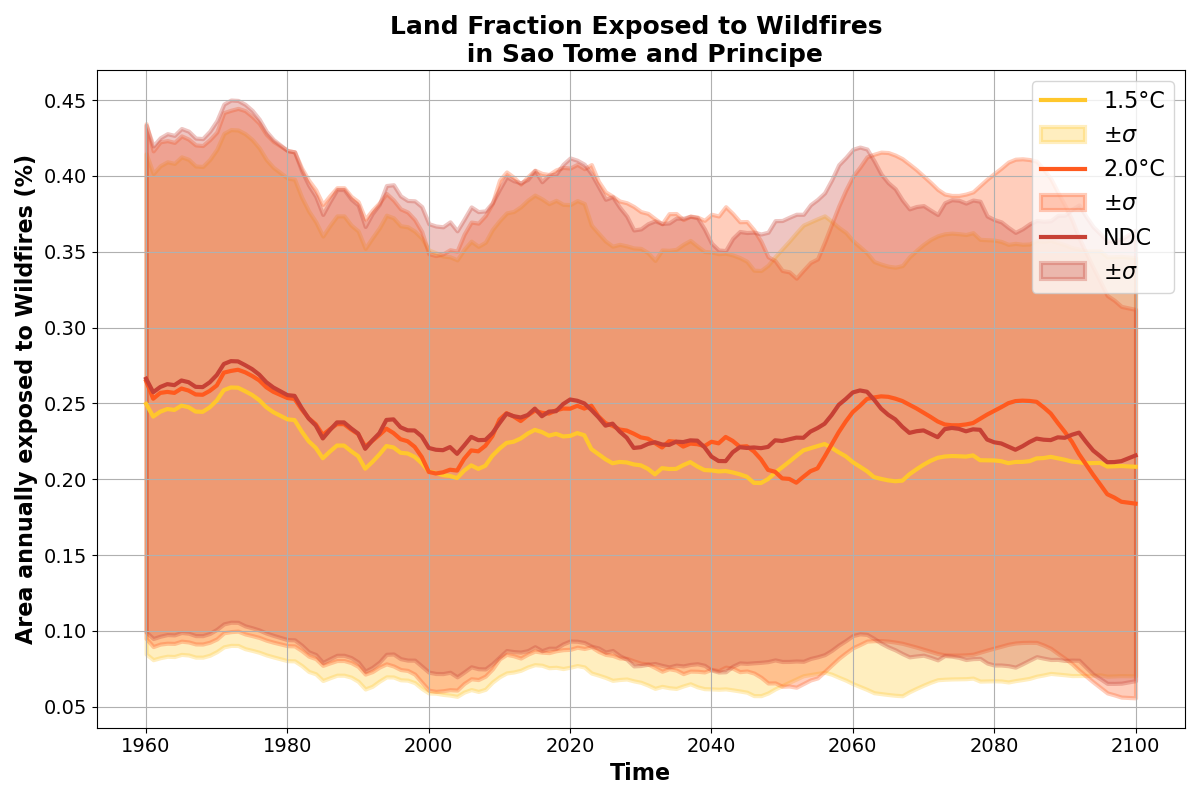 Land Fraction Exposed to Wildfires
in Sao Tome and Principe
Area annually exposed to Wildfires (%)
0.45
0.40
0.35
0.30
0.25
0.20
0.15
0.10
0.05
1.5°C
±σ
2.0°C
±σ
NDC
±σ
1960
1980
2000
2020
2040
2060
2080
2100
Time